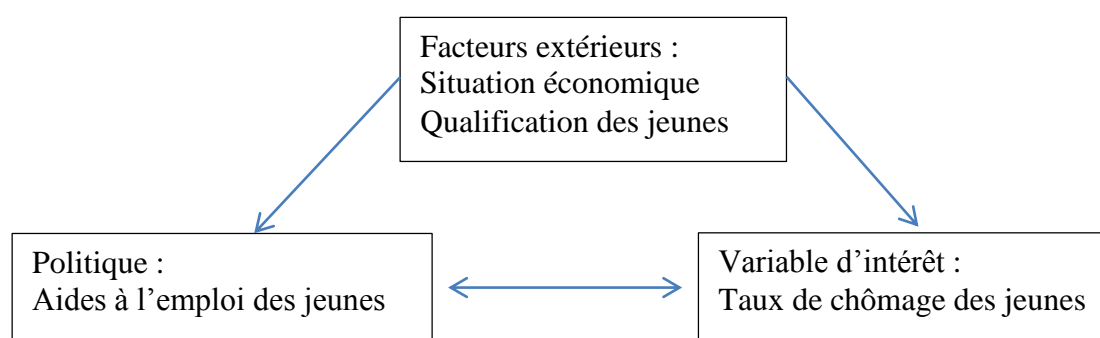 Facteurs extérieurs :
Situation économique
Qualification des jeunes
Politique :
Aides à l’emploi des jeunes
Variable d’intérêt :
Taux de chômage des jeunes